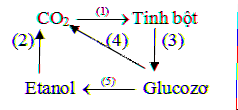 CO2 (1) Tinh bột
(2) (4) (3)
Etanol (5) Glucozơ